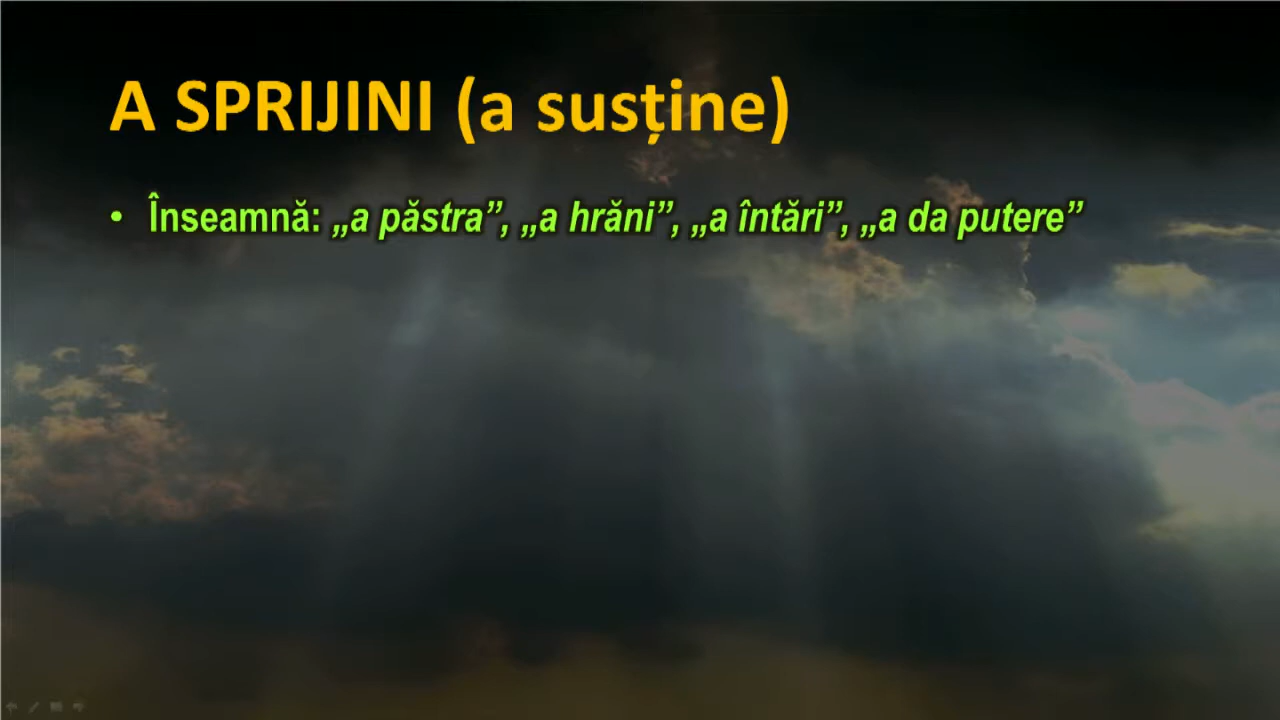 A SPRIJINI (a susține)
• Înseamnă: „a păstra”, „a hrăni”, „a întări”, „a da putere”